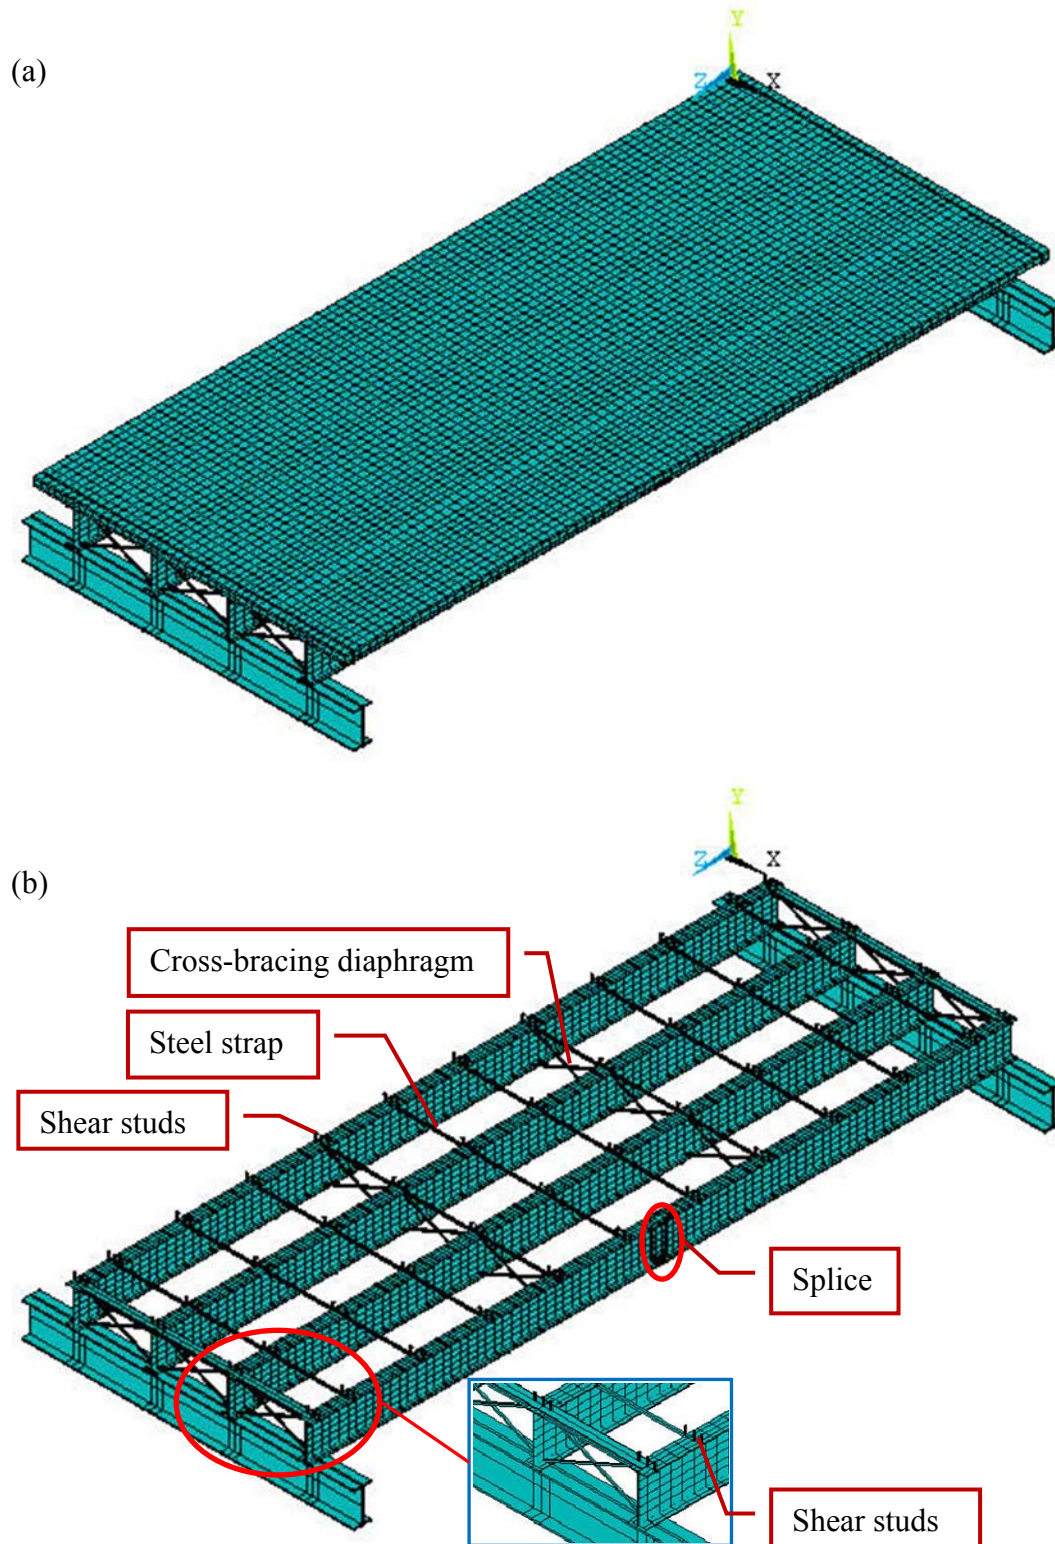 (a)
Y
Z
X
(b)
Y
Z
X
Cross-bracing diaphragm
Steel strap
Shear studs
Splice
Shear studs